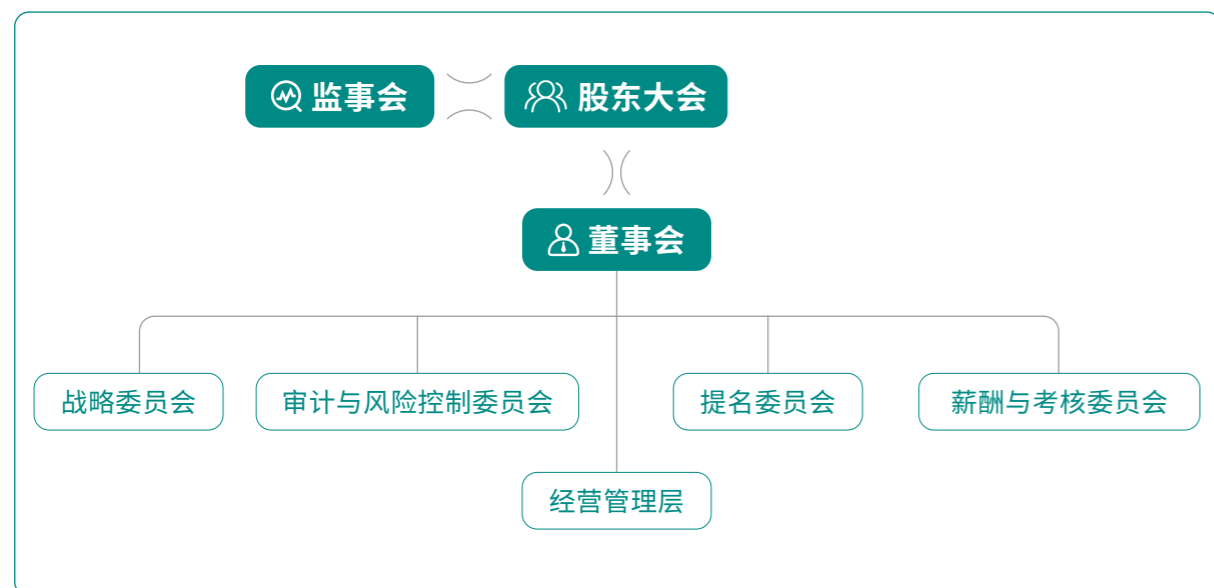 监事会
股东大会
董事会
战略委员会
审计与风险控制委员会
提名委员会
薪酬与考核委员会
经营管理层